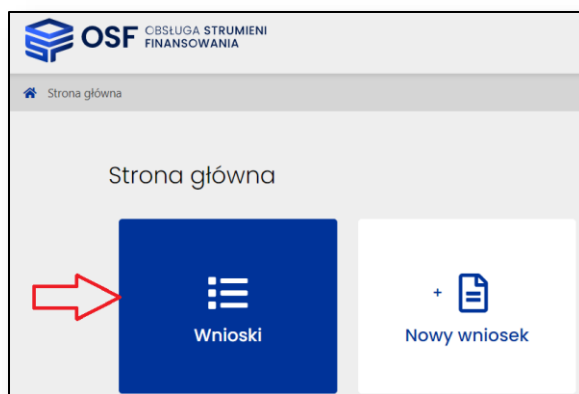 OSF OBSŁUGA STRUMIENI
FINANSOWANIA
Strona główna
Strona główna
Wnioski
+ Nowy wniosek